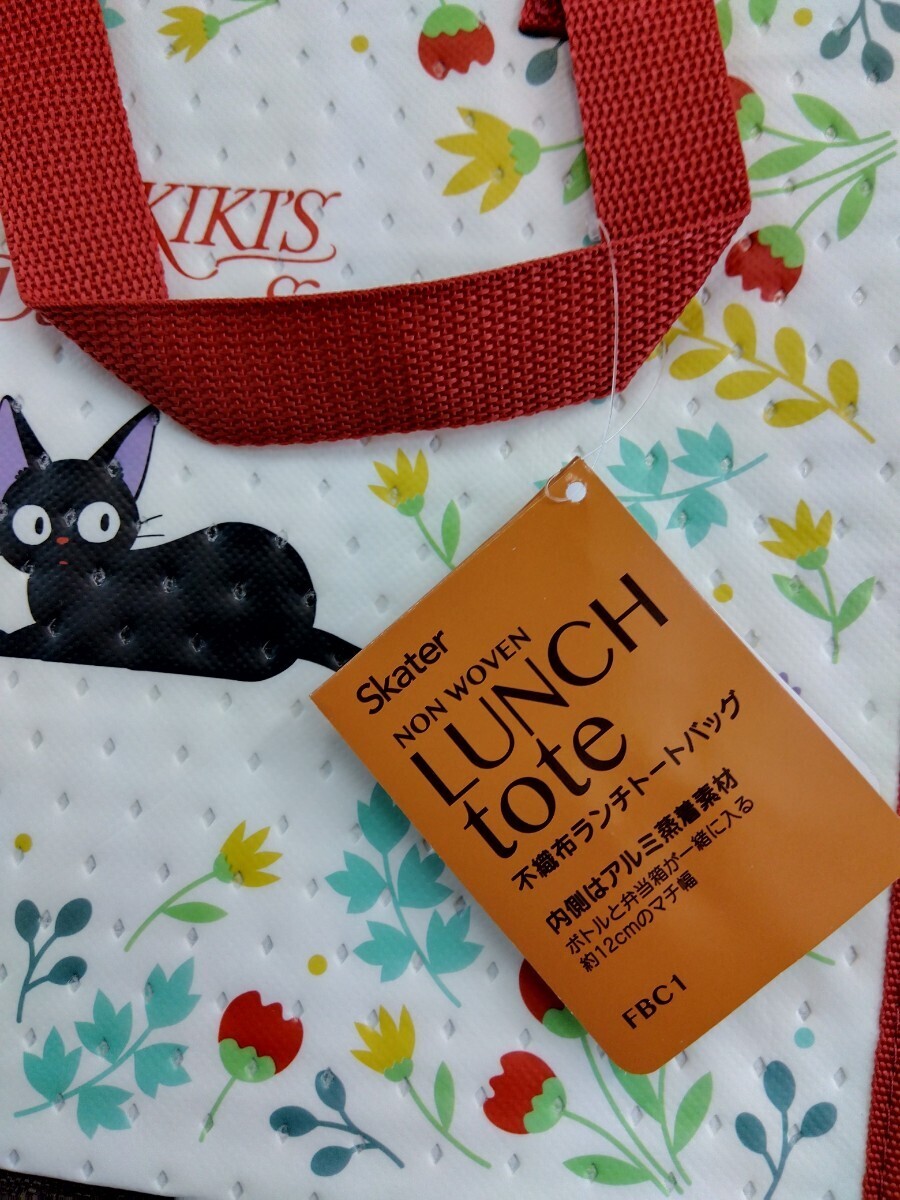 KIKI'S
Skater
NON WOVEN
LUNCH
tote
不織布ランチトートバッグ
内側はアルミ蒸着素材
ボトルと弁当箱が一緒に入る
約12cmのマチ幅
FBC1